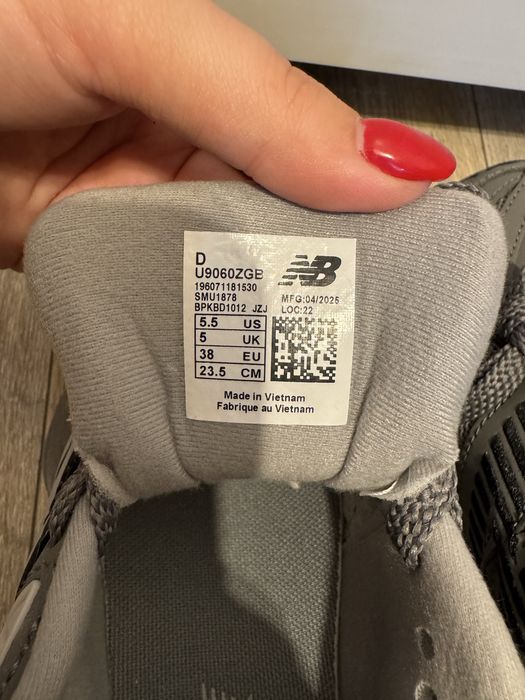 D
U9060ZGB
196071181530
SMU1878
BPKBD1012 JZJ
NB
MFG:04/2025
LOC:22
5.5 US
5 UK
38 EU
23.5 CM
Made in Vietnam
Fabrique au Vietnam